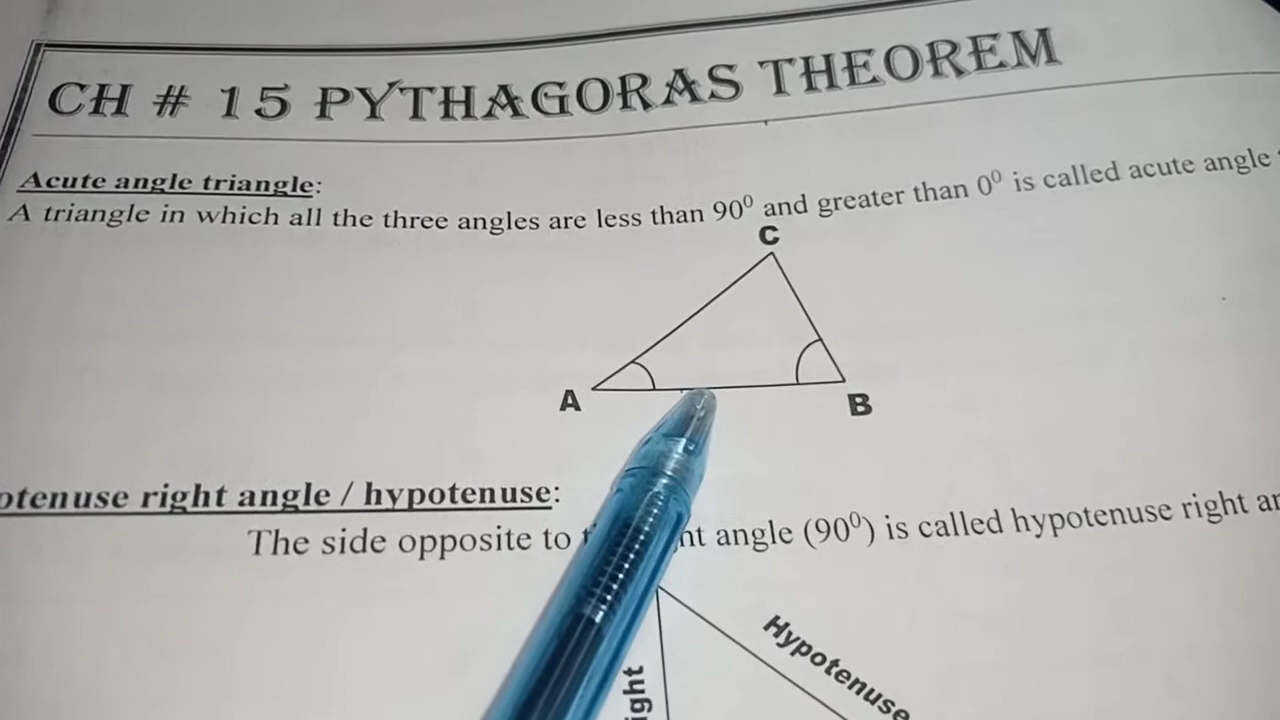 CH # 15 PYTHAGORAS THEOREM
Acute angle triangle:
A triangle in which all the three angles are less than 90⁰ and greater than 0⁰ is called acute angle
C
A
B
otenuse right angle / hypotenuse:
The side opposite to angle (90⁰) is called hypotenuse right
Hypotenuse
ight